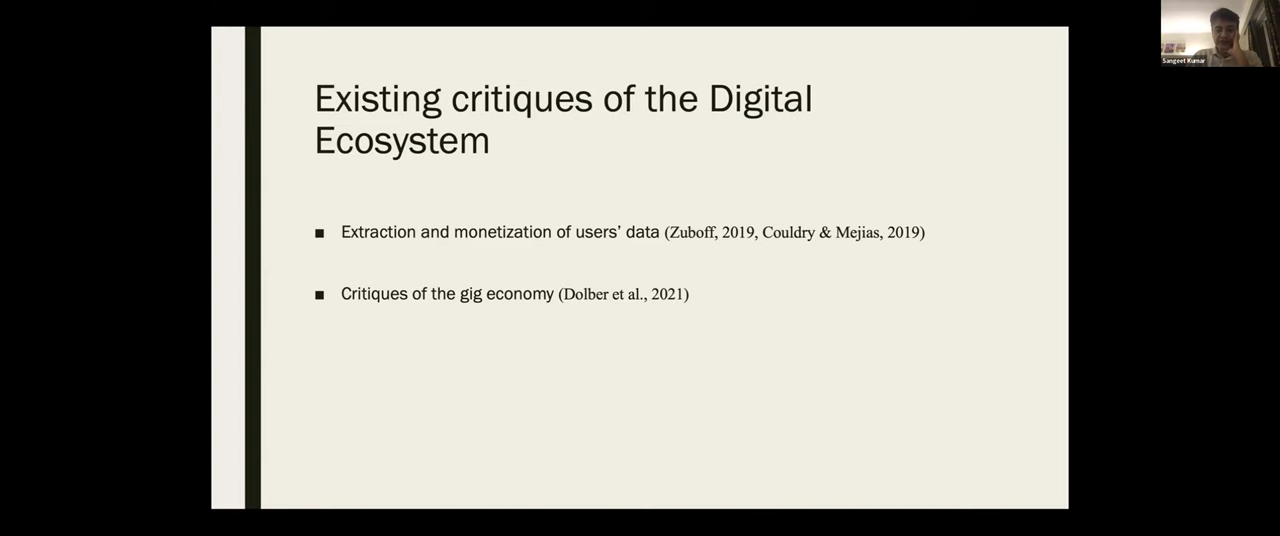 Existing critiques of the Digital
Ecosystem
■ Extraction and monetization of users’ data (Zuboff, 2019, Couldry & Mejias, 2019)
■ Critiques of the gig economy (Dolber et al., 2021)
Sangeet Kumar